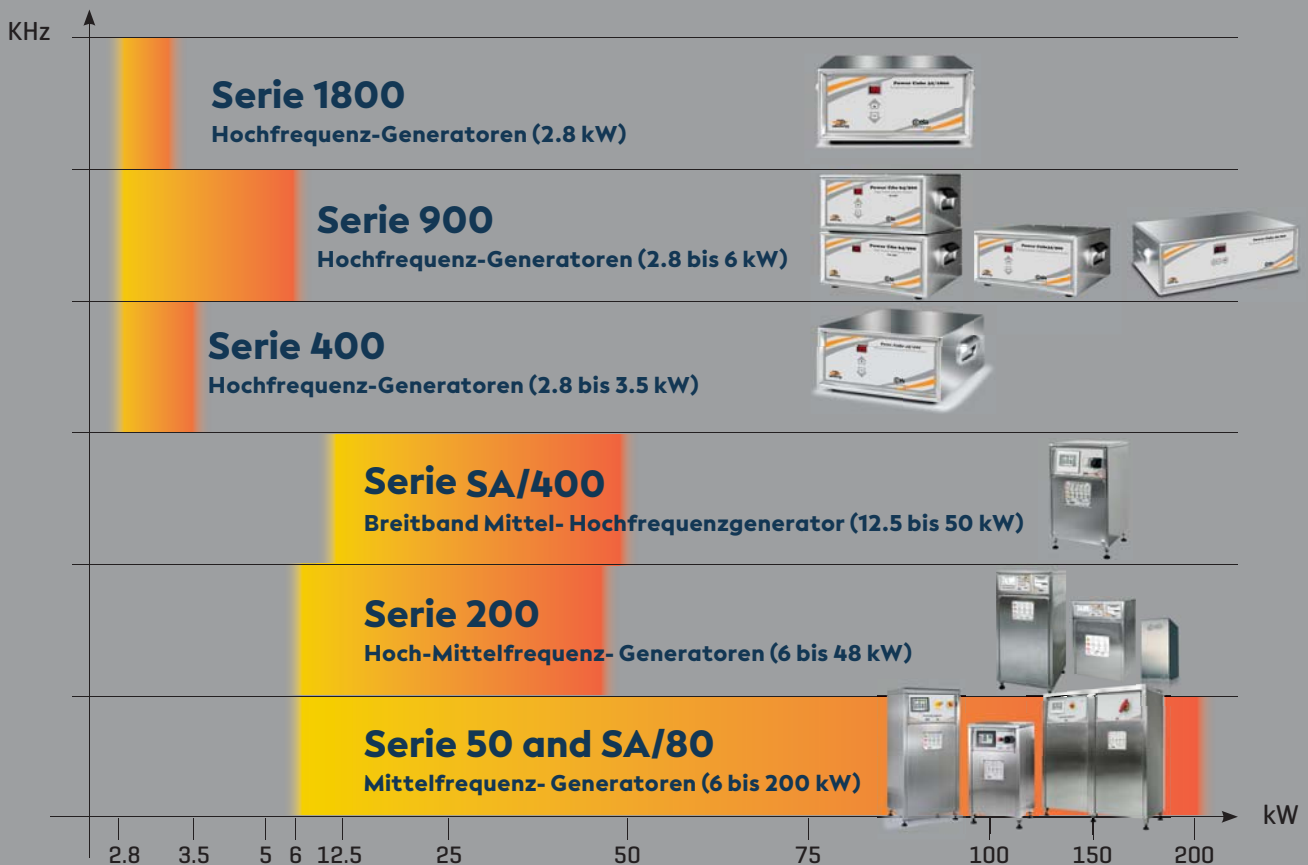 KHz
Serie 1800
Hochfrequenz-Generatoren (2.8 kW)
Serie 900
Hochfrequenz-Generatoren (2.8 bis 6 kW)
Serie 400
Hochfrequenz-Generatoren (2.8 bis 3.5 kW)
Serie SA/400
Breitband Mittel- Hochfrequenzgenerator (12.5 bis 50 kW)
Serie 200
Hoch-Mittelfrequenz- Generatoren (6 bis 48 kW)
Serie 50 and SA/80
Mittelfrequenz- Generatoren (6 bis 200 kW)
kW
2.8 3.5 5 6 12.5 25 50 75 100 150 200